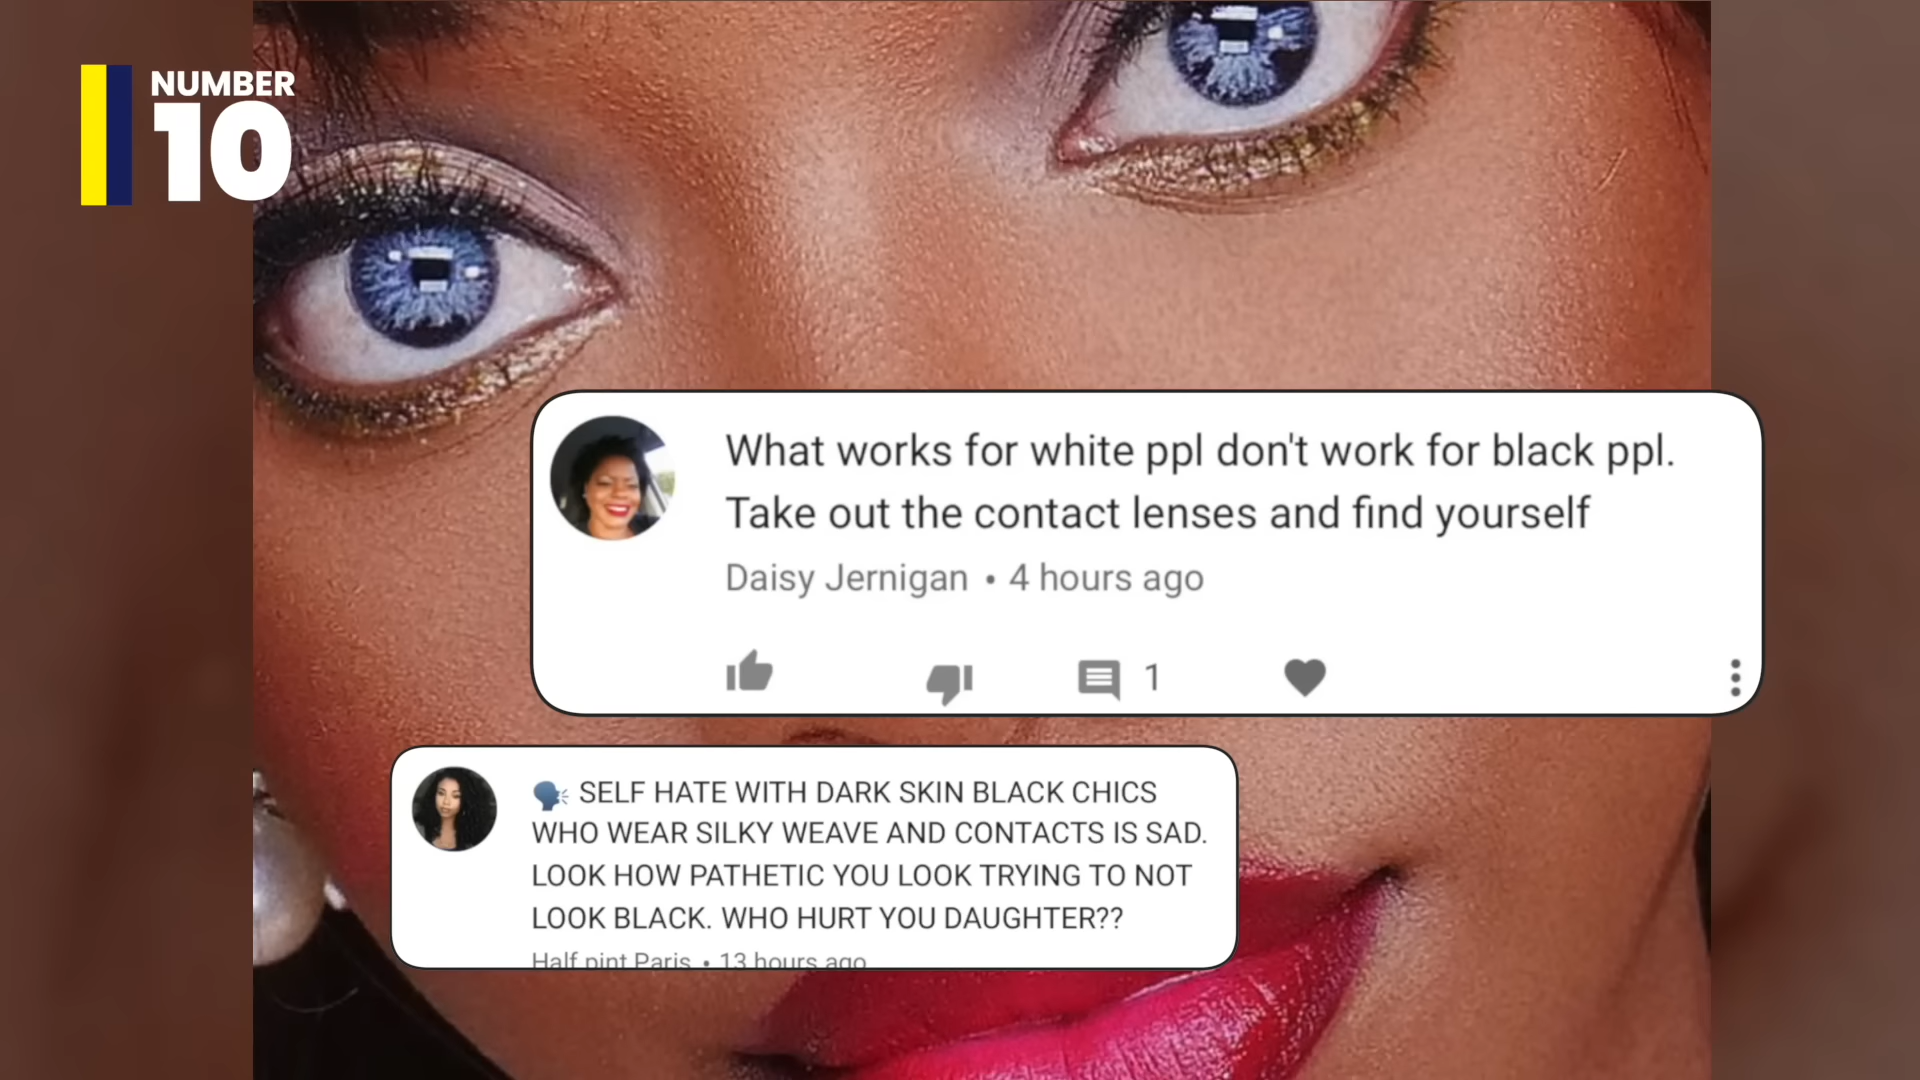 NUMBER
10
What works for white ppl don't work for black ppl.
Take out the contact lenses and find yourself
Daisy Jernigan • 4 hours ago
1
🗣 SELF HATE WITH DARK SKIN BLACK CHICS
WHO WEAR SILKY WEAVE AND CONTACTS IS SAD.
LOOK HOW PATHETIC YOU LOOK TRYING TO NOT
LOOK BLACK. WHO HURT YOU DAUGHTER??
Half pint Paris • 13 hours ago